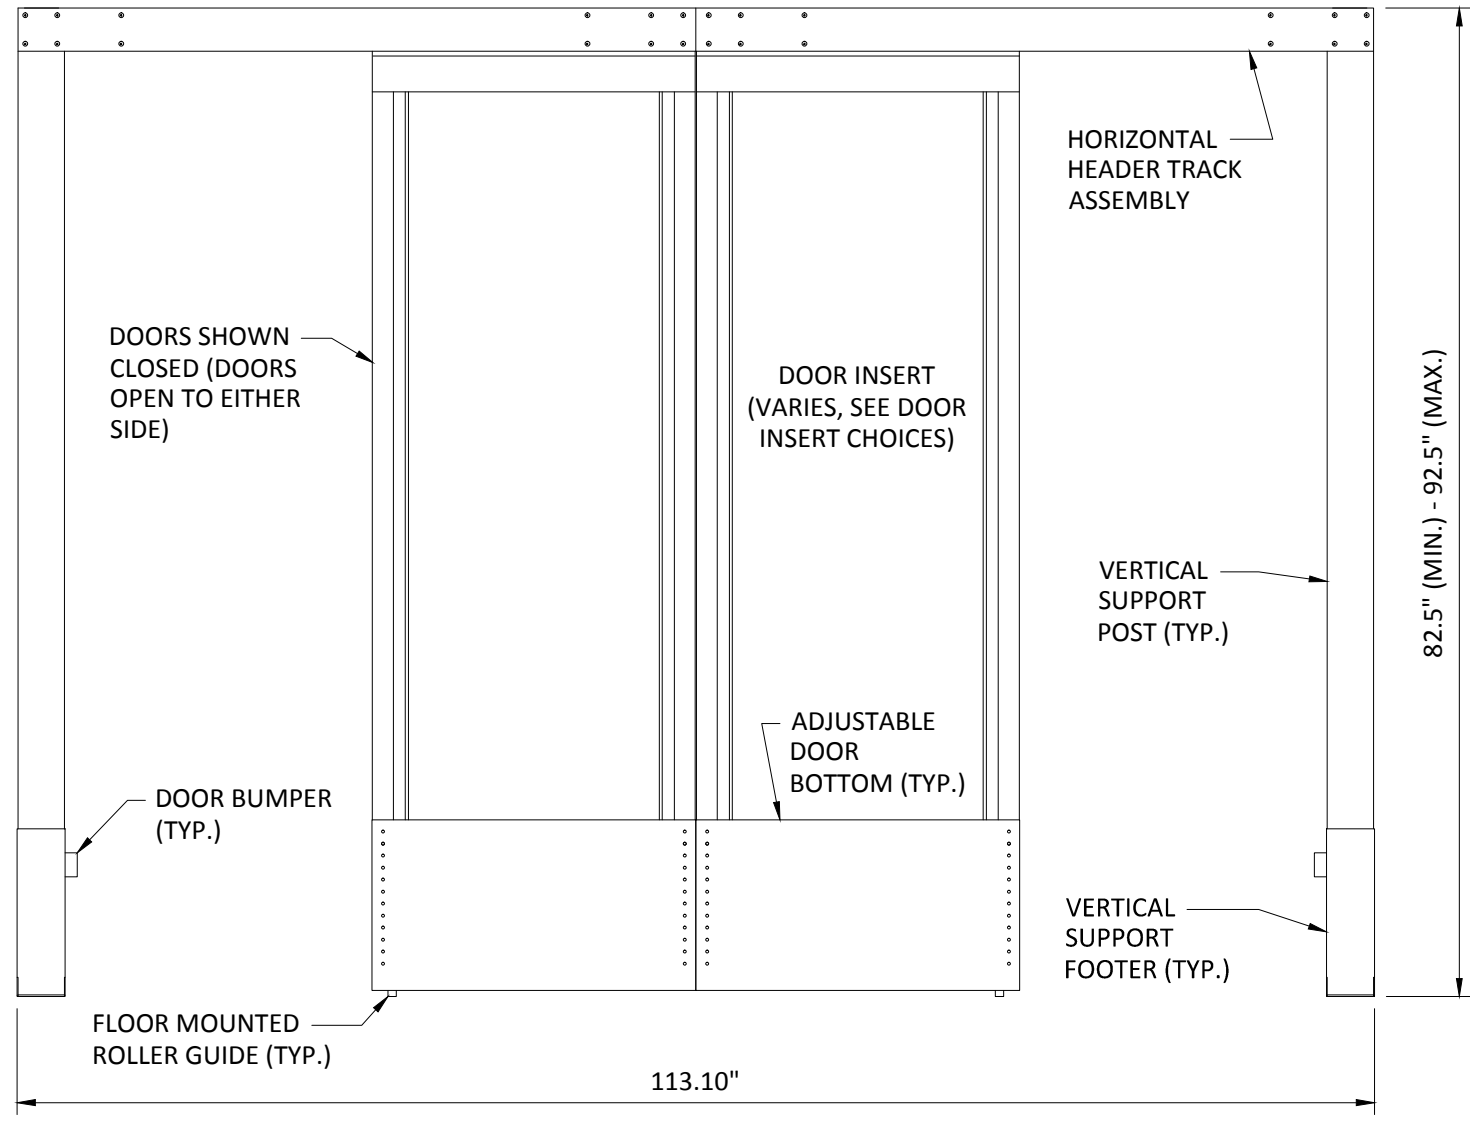 HORIZONTAL
HEADER TRACK
ASSEMBLY
DOORS SHOWN
CLOSED (DOORS
OPEN TO EITHER
SIDE)
DOOR INSERT
(VARIES, SEE DOOR
INSERT CHOICES)
82.5" (MIN.) - 92.5" (MAX.)
VERTICAL
SUPPORT
POST (TYP.)
ADJUSTABLE
DOOR
BOTTOM (TYP.)
DOOR BUMPER
(TYP.)
VERTICAL
SUPPORT
FOOTER (TYP.)
FLOOR MOUNTED
ROLLER GUIDE (TYP.)
113.10"